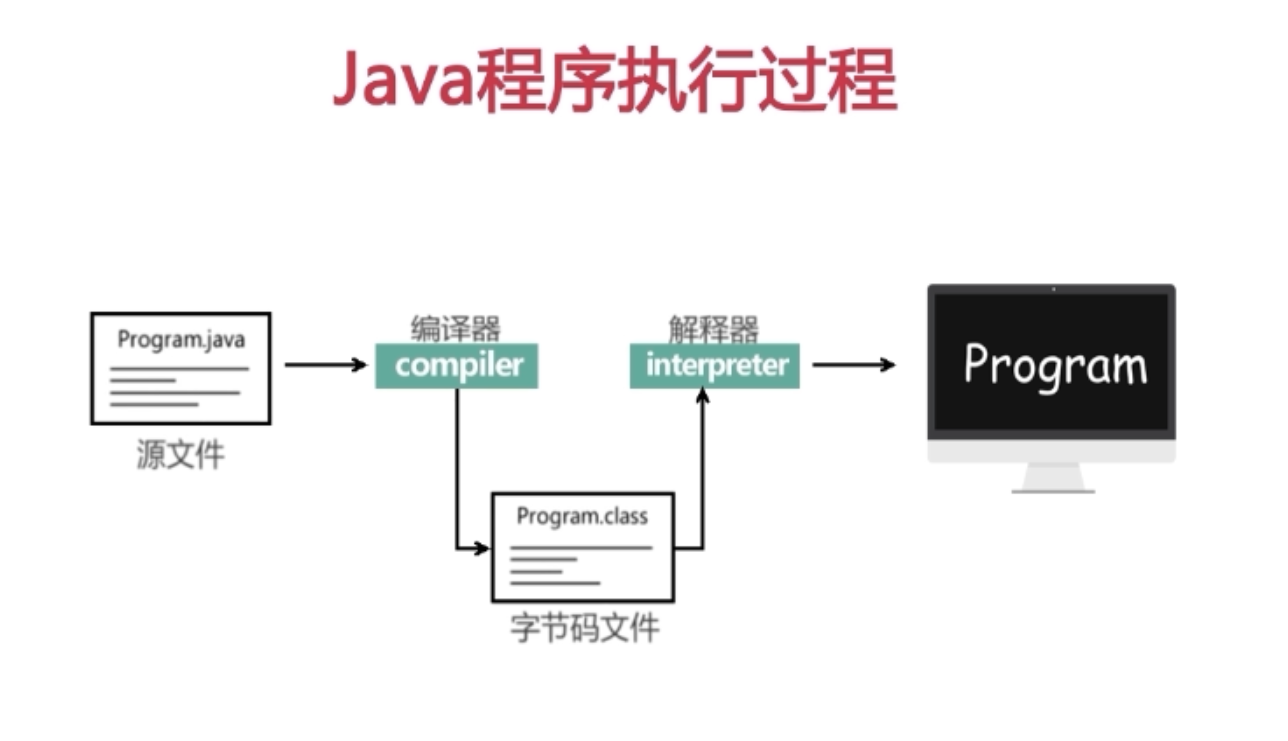 Java程序执行过程
Program.java
源文件
编译器
compiler
Program.class
字节码文件
解释器
interpreter
Program